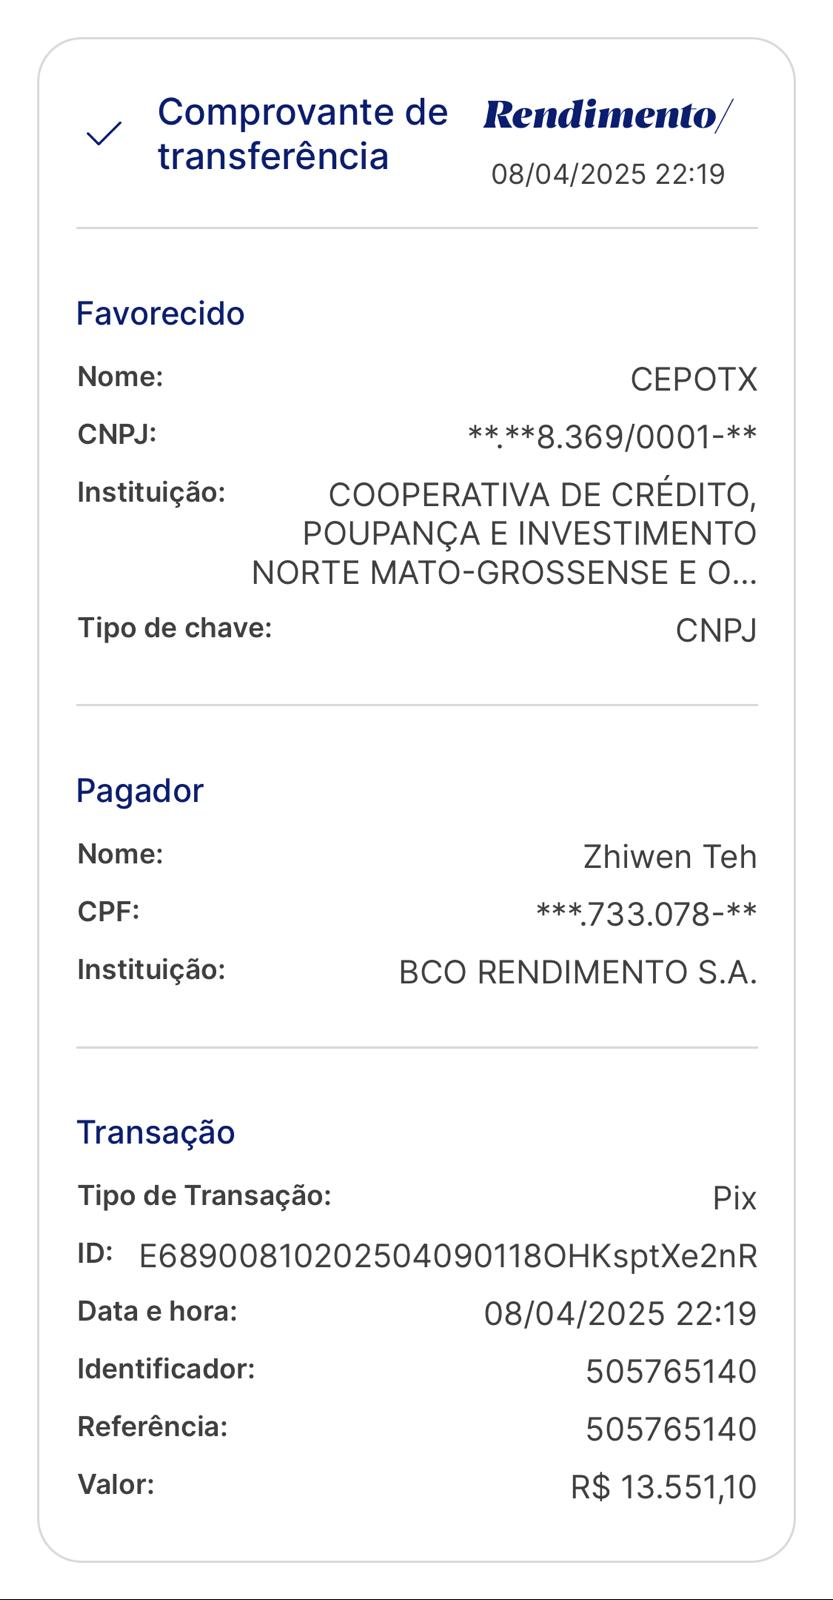 Comprovante de transferência
Rendimento/
08/04/2025 22:19
Favorecido
Nome: CEPOTX
CNPJ: **.**8.369/0001-**
Instituição: COOPERATIVA DE CRÉDITO,
POUPANÇA E INVESTIMENTO
NORTE MATO-GROSSENSE E O...
Tipo de chave: CNPJ
Pagador
Nome: Zhiwen Teh
CPF: ***.733.078-**
Instituição: BCO RENDIMENTO S.A.
Transação
Tipo de Transação: Pix
ID: E68900810202504090118OHKsptXe2nR
Data e hora: 08/04/2025 22:19
Identificador: 505765140
Referência: 505765140
Valor: R$ 13.551,10